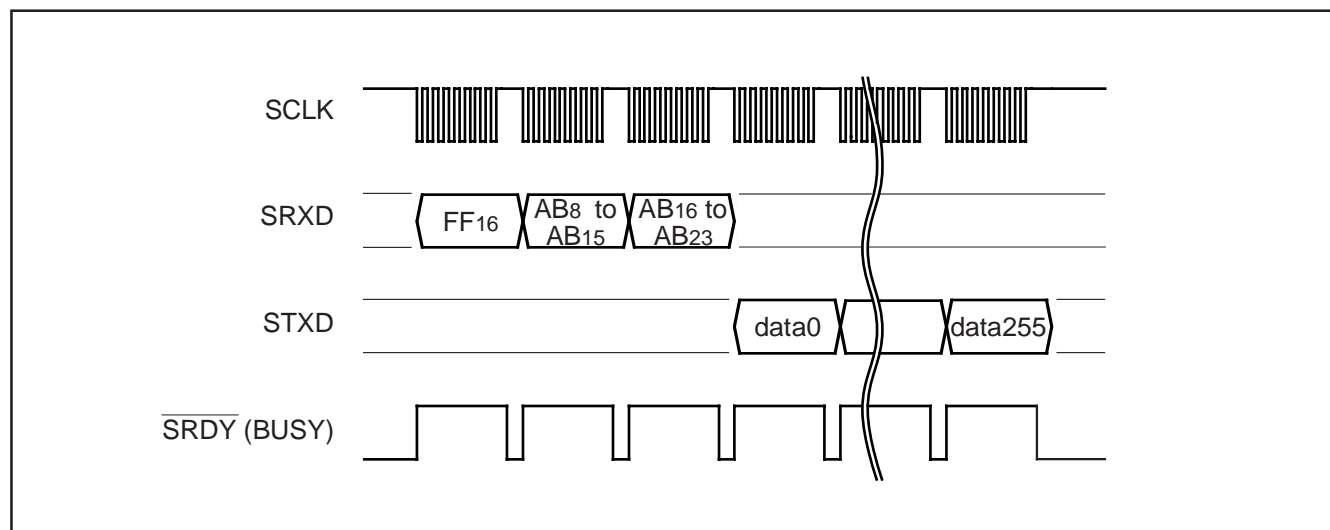 SCLK
SRXD
FF16
AB8 to
AB15
AB16 to
AB23
STXD
data0
data255
SRDY (BUSY)